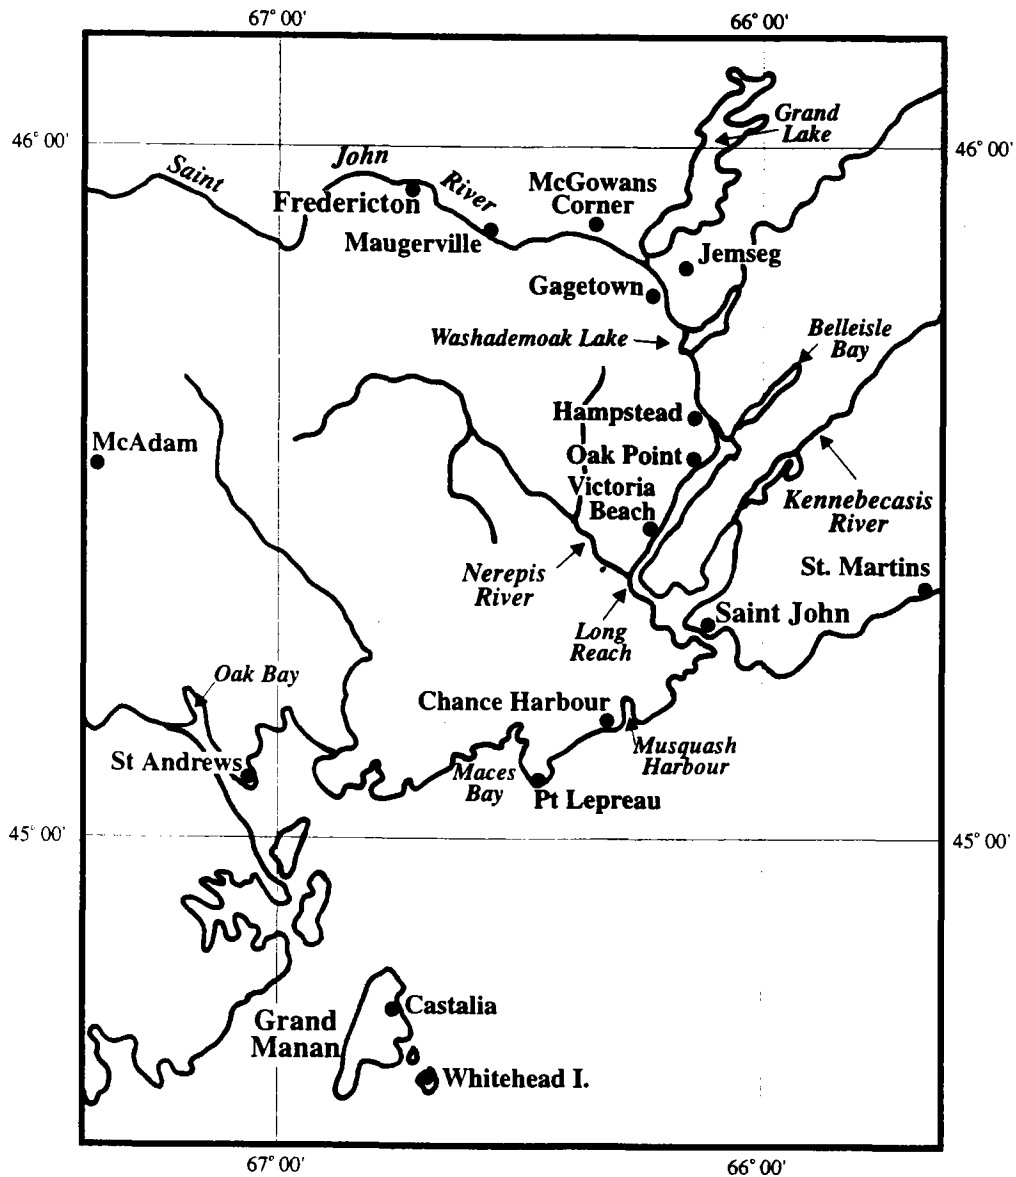 67° 00'
66° 00'
46° 00'
46° 00'
Grand
Lake
Saint
John
River
Fredericton
McGowans
Corner
Maugerville
Jemseg
Gagetown
Washademoak Lake
Belleisle
Bay
Hampstead
McAdam
Oak Point
Victoria
Beach
Kennebecasis
River
Nerepis
River
St. Martins
Saint John
Long
Reach
Oak Bay
Chance Harbour
Musquash
Harbour
St Andrews
Maces
Bay
Pt Lepreau
45° 00'
45° 00'
Castalia
Grand
Manan
Whitehead I.
67° 00'
66° 00'